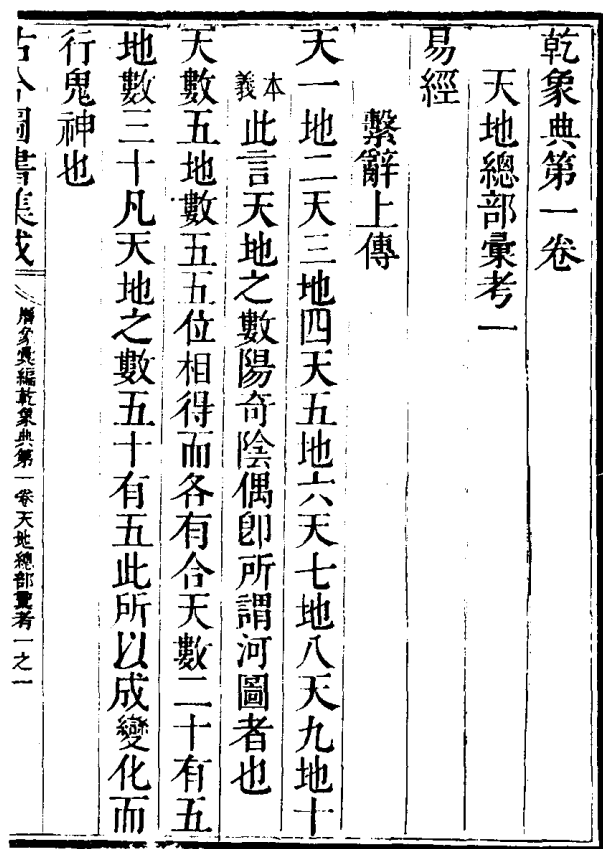 乾象典第一卷
天地總部彙考一
易經
繫辭上傳
天一地二天三地四天五地六天七地八天九地十
本義此言天地之數陽奇陰偶卽所謂河圖者也
天數五地數五五位相得而各有合天數二十有五
地數三十凡天地之數五十有五此所以成變化而
行鬼神也
古今圖書集成
曆象彙編乾象典第一卷天地總部彙考一之一